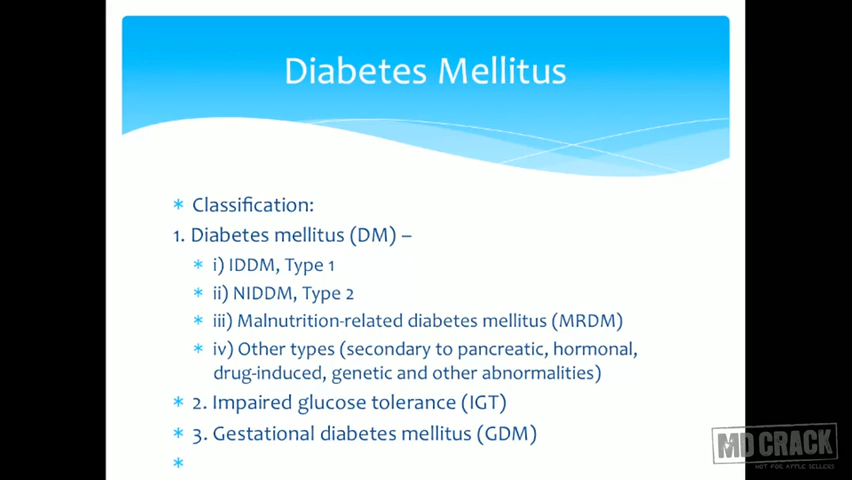 Diabetes Mellitus
* Classification:
1. Diabetes mellitus (DM) –
* i) IDDM, Type 1
* ii) NIDDM, Type 2
* iii) Malnutrition-related diabetes mellitus (MRDM)
* iv) Other types (secondary to pancreatic, hormonal,
drug-induced, genetic and other abnormalities)
* 2. Impaired glucose tolerance (IGT)
* 3. Gestational diabetes mellitus (GDM)
*
MD CRACK
NOT FOR APPLE SELLERS